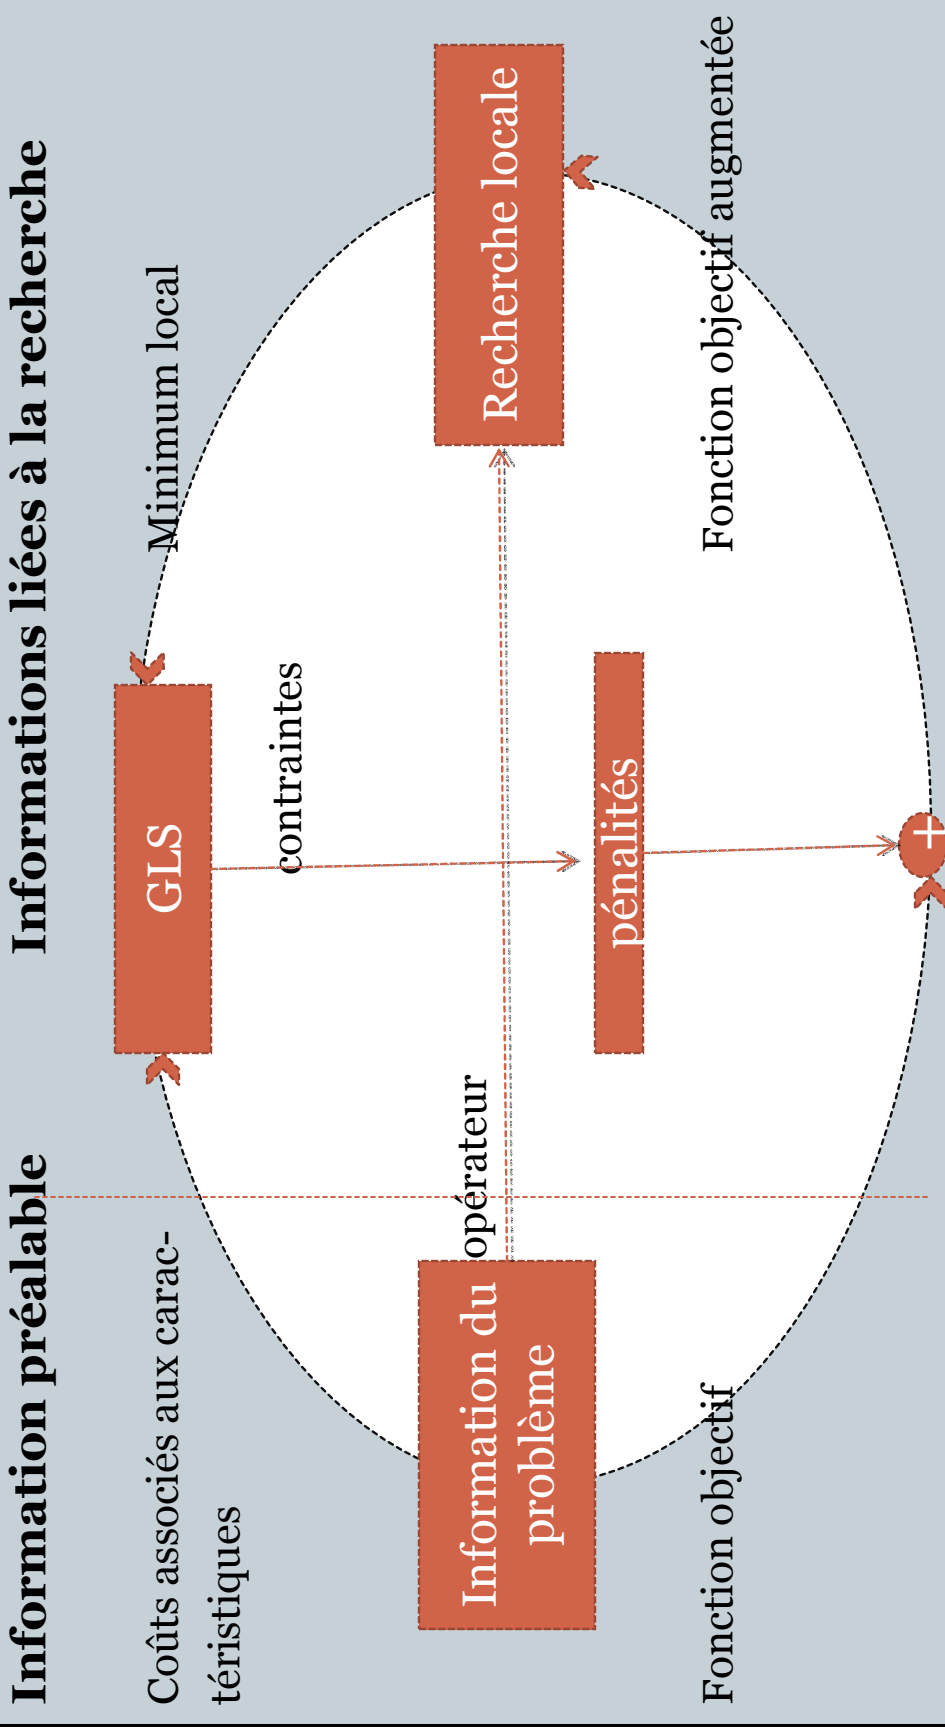 Information préalable
Informations liées à la recherche
Coûts associés aux carac-
téristiques
GLS
Minimum local
contraintes
opérateur
Information du
problème
Recherche locale
pénalités
Fonction objectif
Fonction objectif augmentée
+